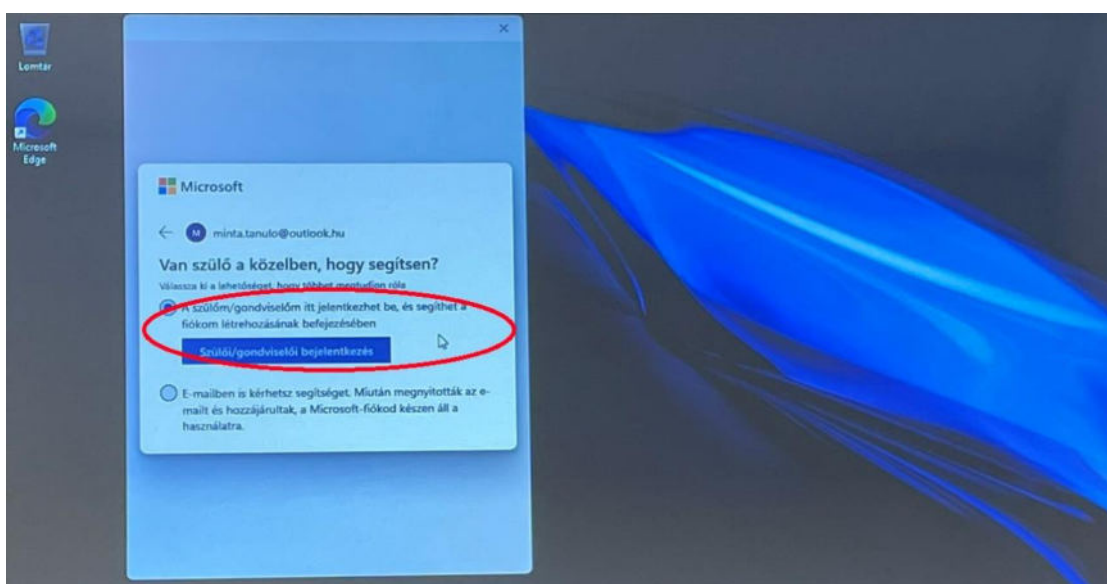 Lomtár
Microsoft
Edge
Microsoft
M minta.tanulo@outlook.hu
Van szülő a közelben, hogy segítsen?
Válassza ki a lehetőséget, hogy többet megtudjon róla
A szülőm/gondviselőm itt jelentkezhet be, és segíthet a
fiókom létrehozásának befejezésében
Szülői/gondviselői bejelentkezés
E-mailben is kérhetsz segítséget. Miután megnyitották az e-
mailt és hozzájárultak, a Microsoft-fiókod készen áll a
használatra.